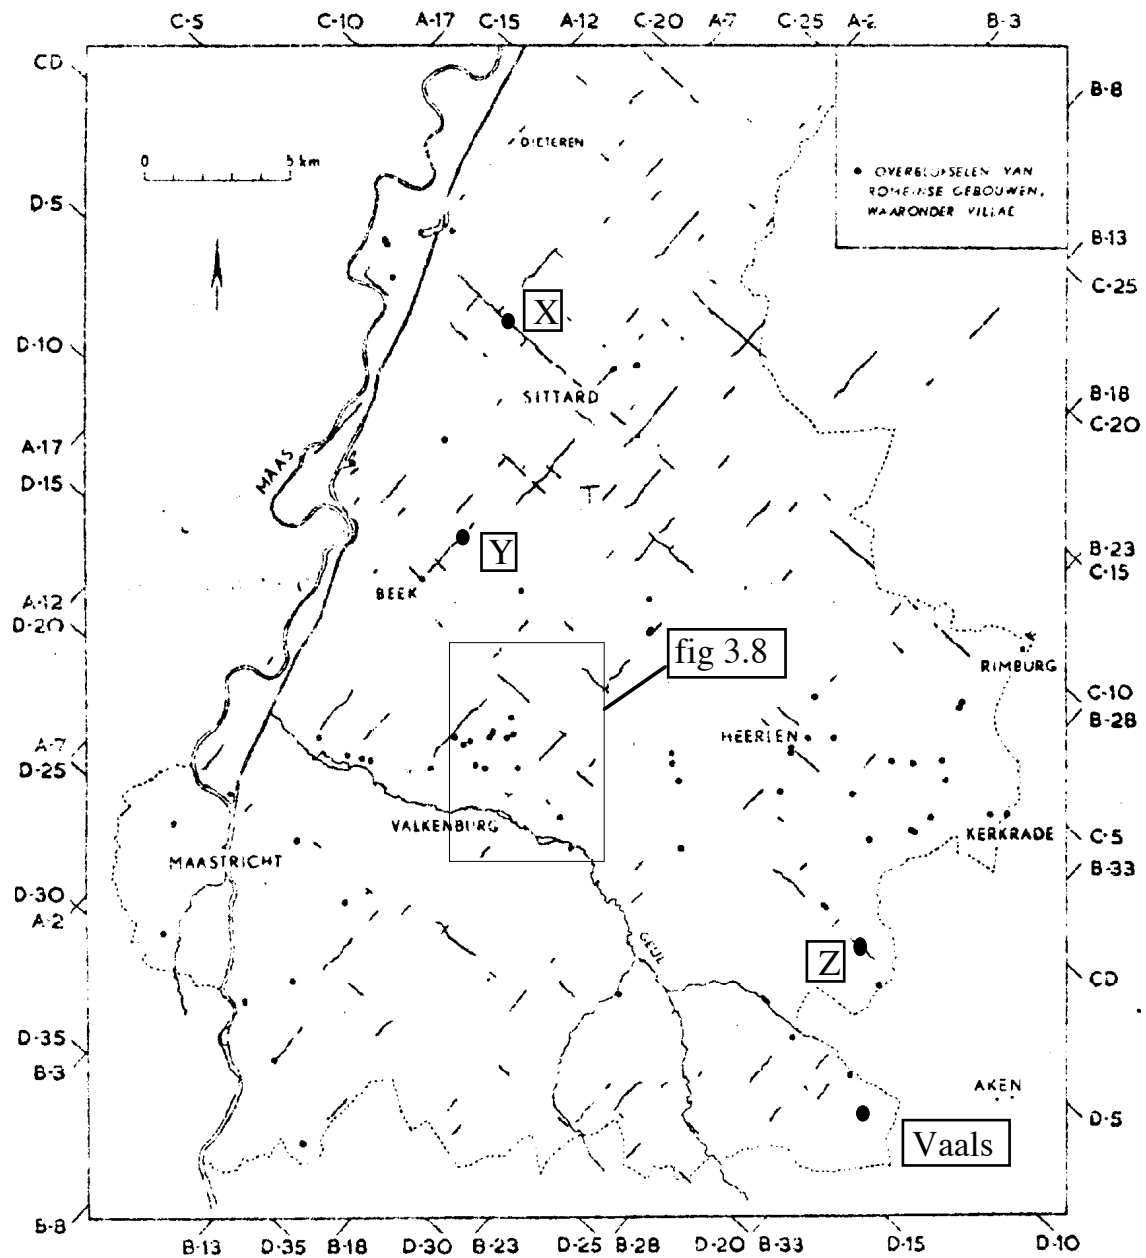 C-5 C-10 A-17 C-15 A-12 C-20 A-7 C-25 A-2 B-3
CD
B-8
DIETEREN
0 5 km
• OVERBLIJFSELEN VAN
ROMEINSE GEBOUWEN,
WAARONDER VILLAE
D-5
B-13
C-25
X
D-10
SITTARD
B-18
C-20
A-17
MAAS
D-15
Y
B-23
C-15
BEEK
A-12
D-20
fig 3.8
RIMBURG
C-10
B-28
HEERLEN
A-7
D-25
VALKENBURG
KERKRADE
C-5
MAASTRICHT
B-33
D-30
A-2
GEUL
Z
CD
D-35
B-3
AKEN
D-5
Vaals
B-8
B-13 D-35 B-18 D-30 B-23 D-25 B-28 D-20 B-33 D-15 D-10